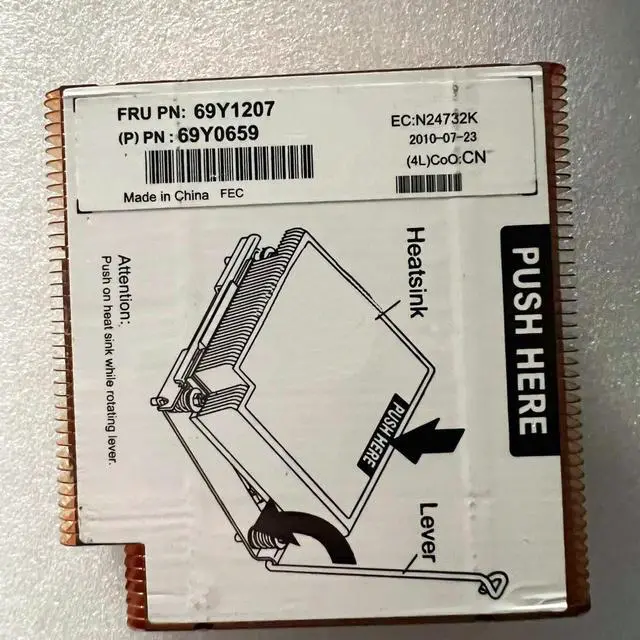 FRU PN: 69Y1207
(P) PN: 69Y0659
Made in China FEC
EC:N24732K
2010-07-23
(4L)CoO:CN
PUSH HERE
Heatsink
PUSH HERE
Lever
Attention:
Push on heat sink while rotating lever.